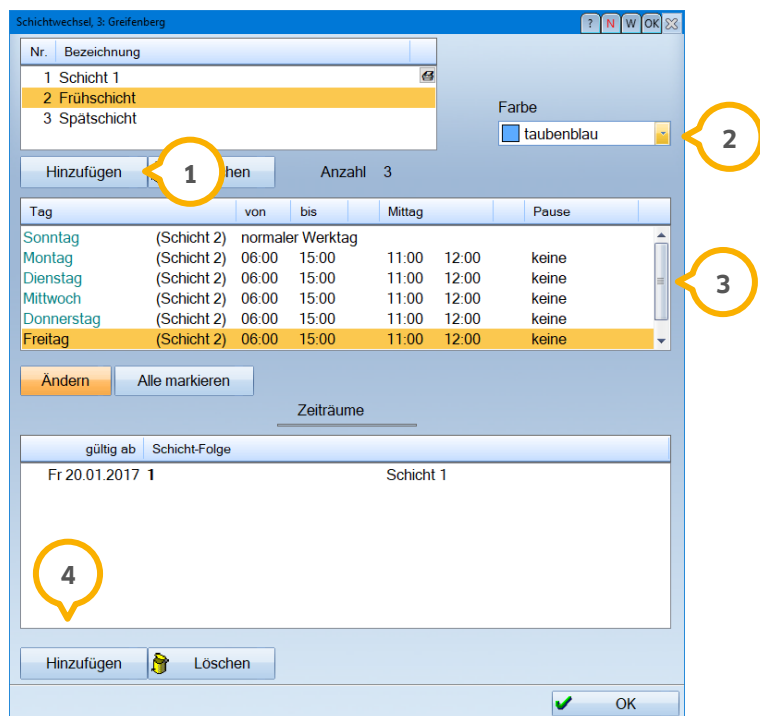 Schichtwechsel, 3: Greifenberg ? N W OK
Nr. Bezeichnung
1 Schicht 1
2 Frühschicht
3 Spätschicht
Farbe
taubenblau
2
Hinzufügen 1 hen Anzahl 3
Tag von bis Mittag Pause
Sonntag (Schicht 2) normaler Werktag
Montag (Schicht 2) 06:00 15:00 11:00 12:00 keine
Dienstag (Schicht 2) 06:00 15:00 11:00 12:00 keine
3
Mittwoch (Schicht 2) 06:00 15:00 11:00 12:00 keine
Donnerstag (Schicht 2) 06:00 15:00 11:00 12:00 keine
Freitag (Schicht 2) 06:00 15:00 11:00 12:00 keine
Ändern Alle markieren
Zeiträume
gültig ab Schicht-Folge
Fr 20.01.2017 1 Schicht 1
4
Hinzufügen Löschen
OK